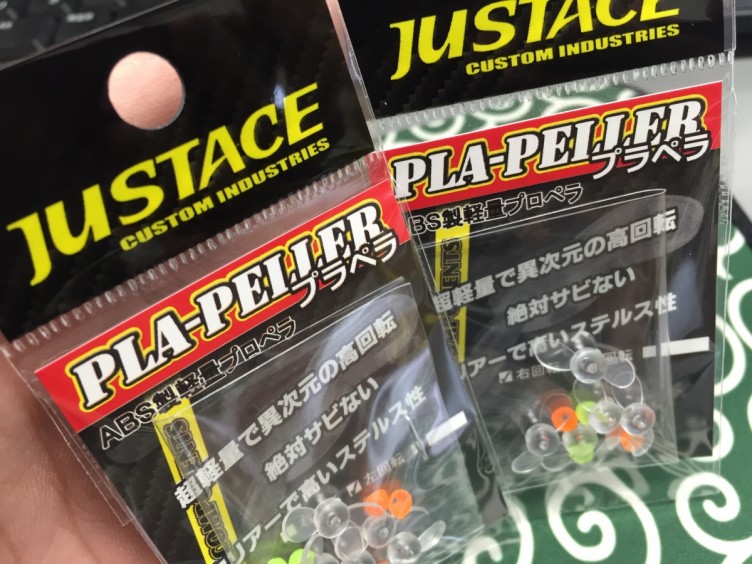 JUSTACE
CUSTOM INDUSTRIES
PLA-PELLER
プラペラ
ABS製軽量プロペラ
超軽量で異次元の高回転
絶対サビない
リアーで高いステルス性
左回転
JUSTACE
CUSTOM INDUSTRIES
PLA-PELLER
プラペラ
BS製軽量プロペラ
超軽量で異次元の高回転
絶対サビない
リアーで高いステルス性
右回転